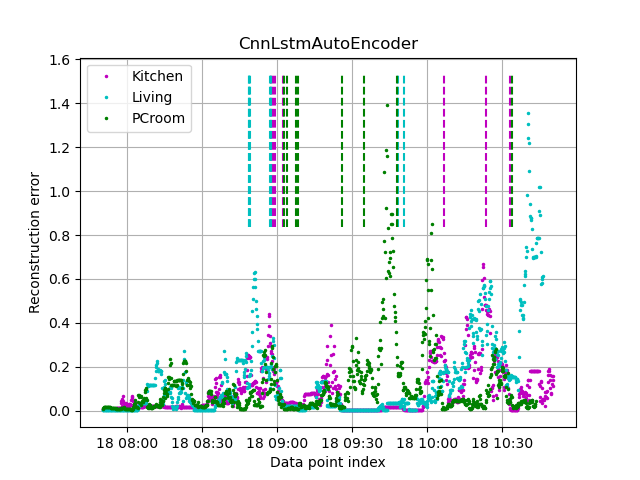 CnnLstmAutoEncoder
Kitchen
Living
PCroom
Reconstruction error
1.6
1.4
1.2
1.0
0.8
0.6
0.4
0.2
0.0
18 08:00 18 08:30 18 09:00 18 09:30 18 10:00 18 10:30
Data point index